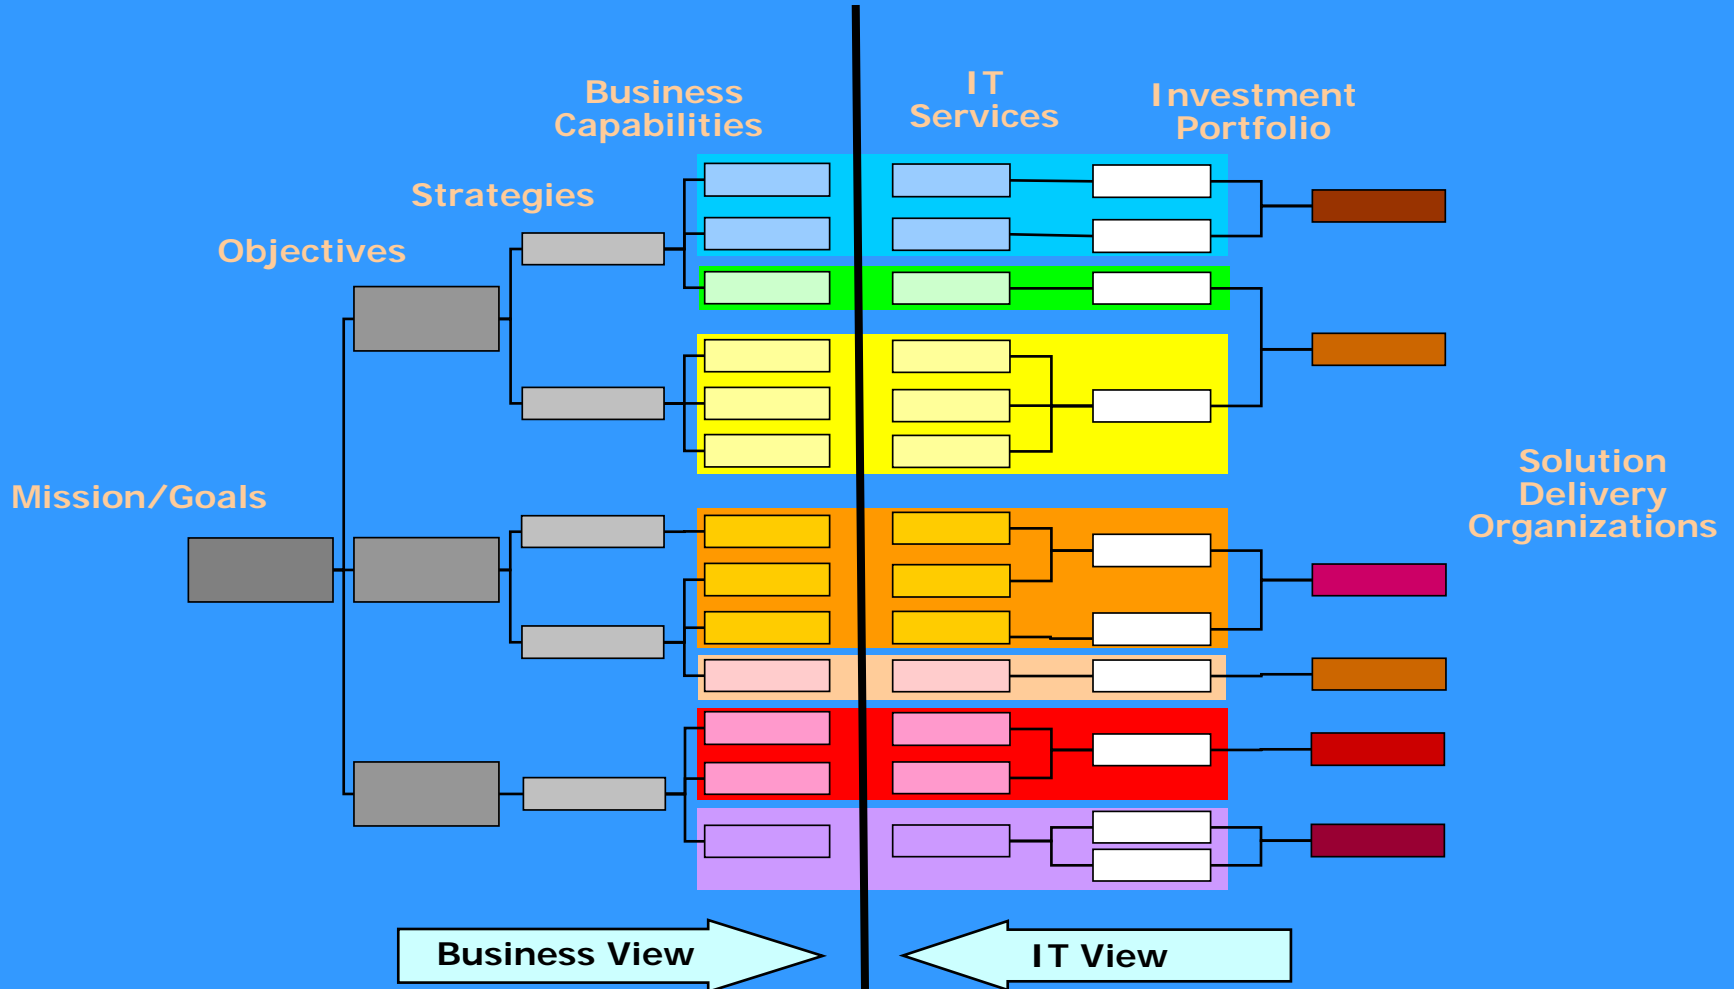 Business
Capabilities
IT
Services
Investment
Portfolio
Strategies
Objectives
Mission/Goals
Solution
Delivery
Organizations
Business View
IT View